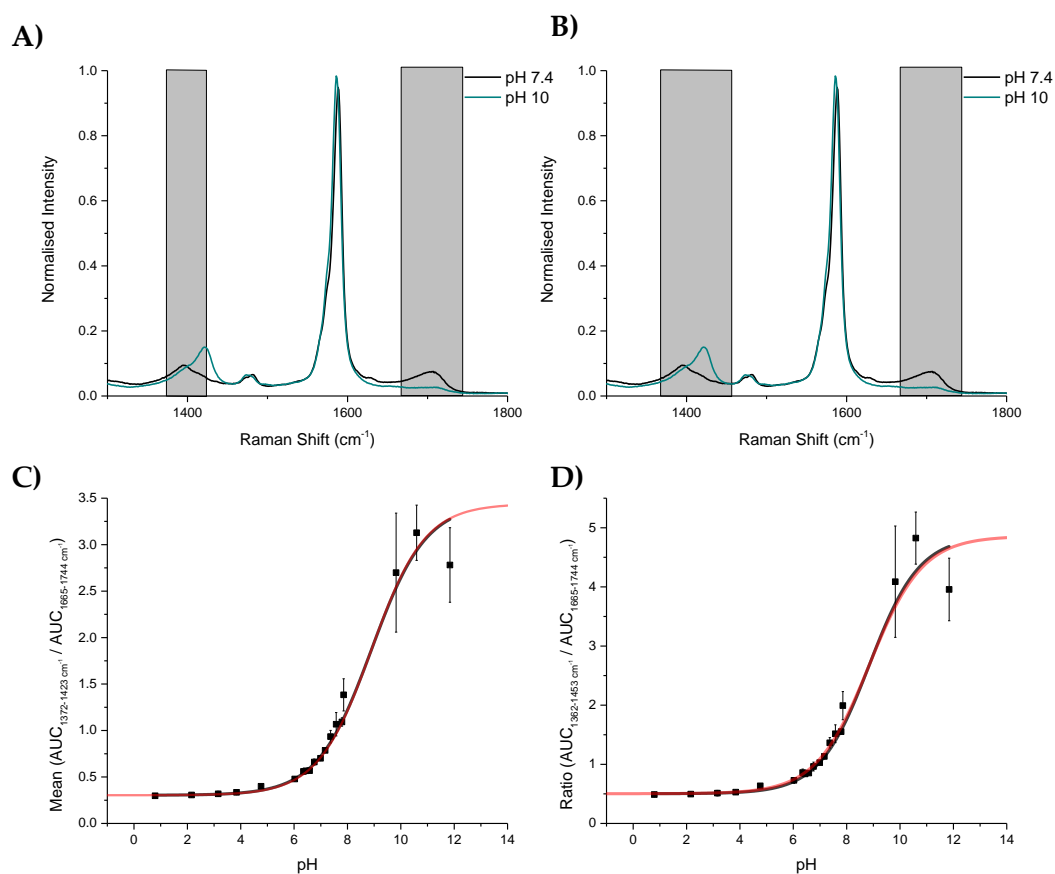 A)
B)
pH 7.4
pH 10
pH 7.4
pH 10
1.0
0.8
0.6
0.4
0.2
0.0
Normalised Intensity
1400
1600
1800
Raman Shift (cm⁻¹)
1.0
0.8
0.6
0.4
0.2
0.0
Normalised Intensity
1400
1600
1800
Raman Shift (cm⁻¹)
C)
D)
3.5
3.0
2.5
2.0
1.5
1.0
0.5
0.0
Mean (AUC1372-1423 cm⁻¹ / AUC1665-1744 cm⁻¹)
0 2 4 6 8 10 12 14
pH
5
4
3
2
1
0
Ratio (AUC1362-1453 cm⁻¹ / AUC1665-1744 cm⁻¹)
0 2 4 6 8 10 12 14
pH